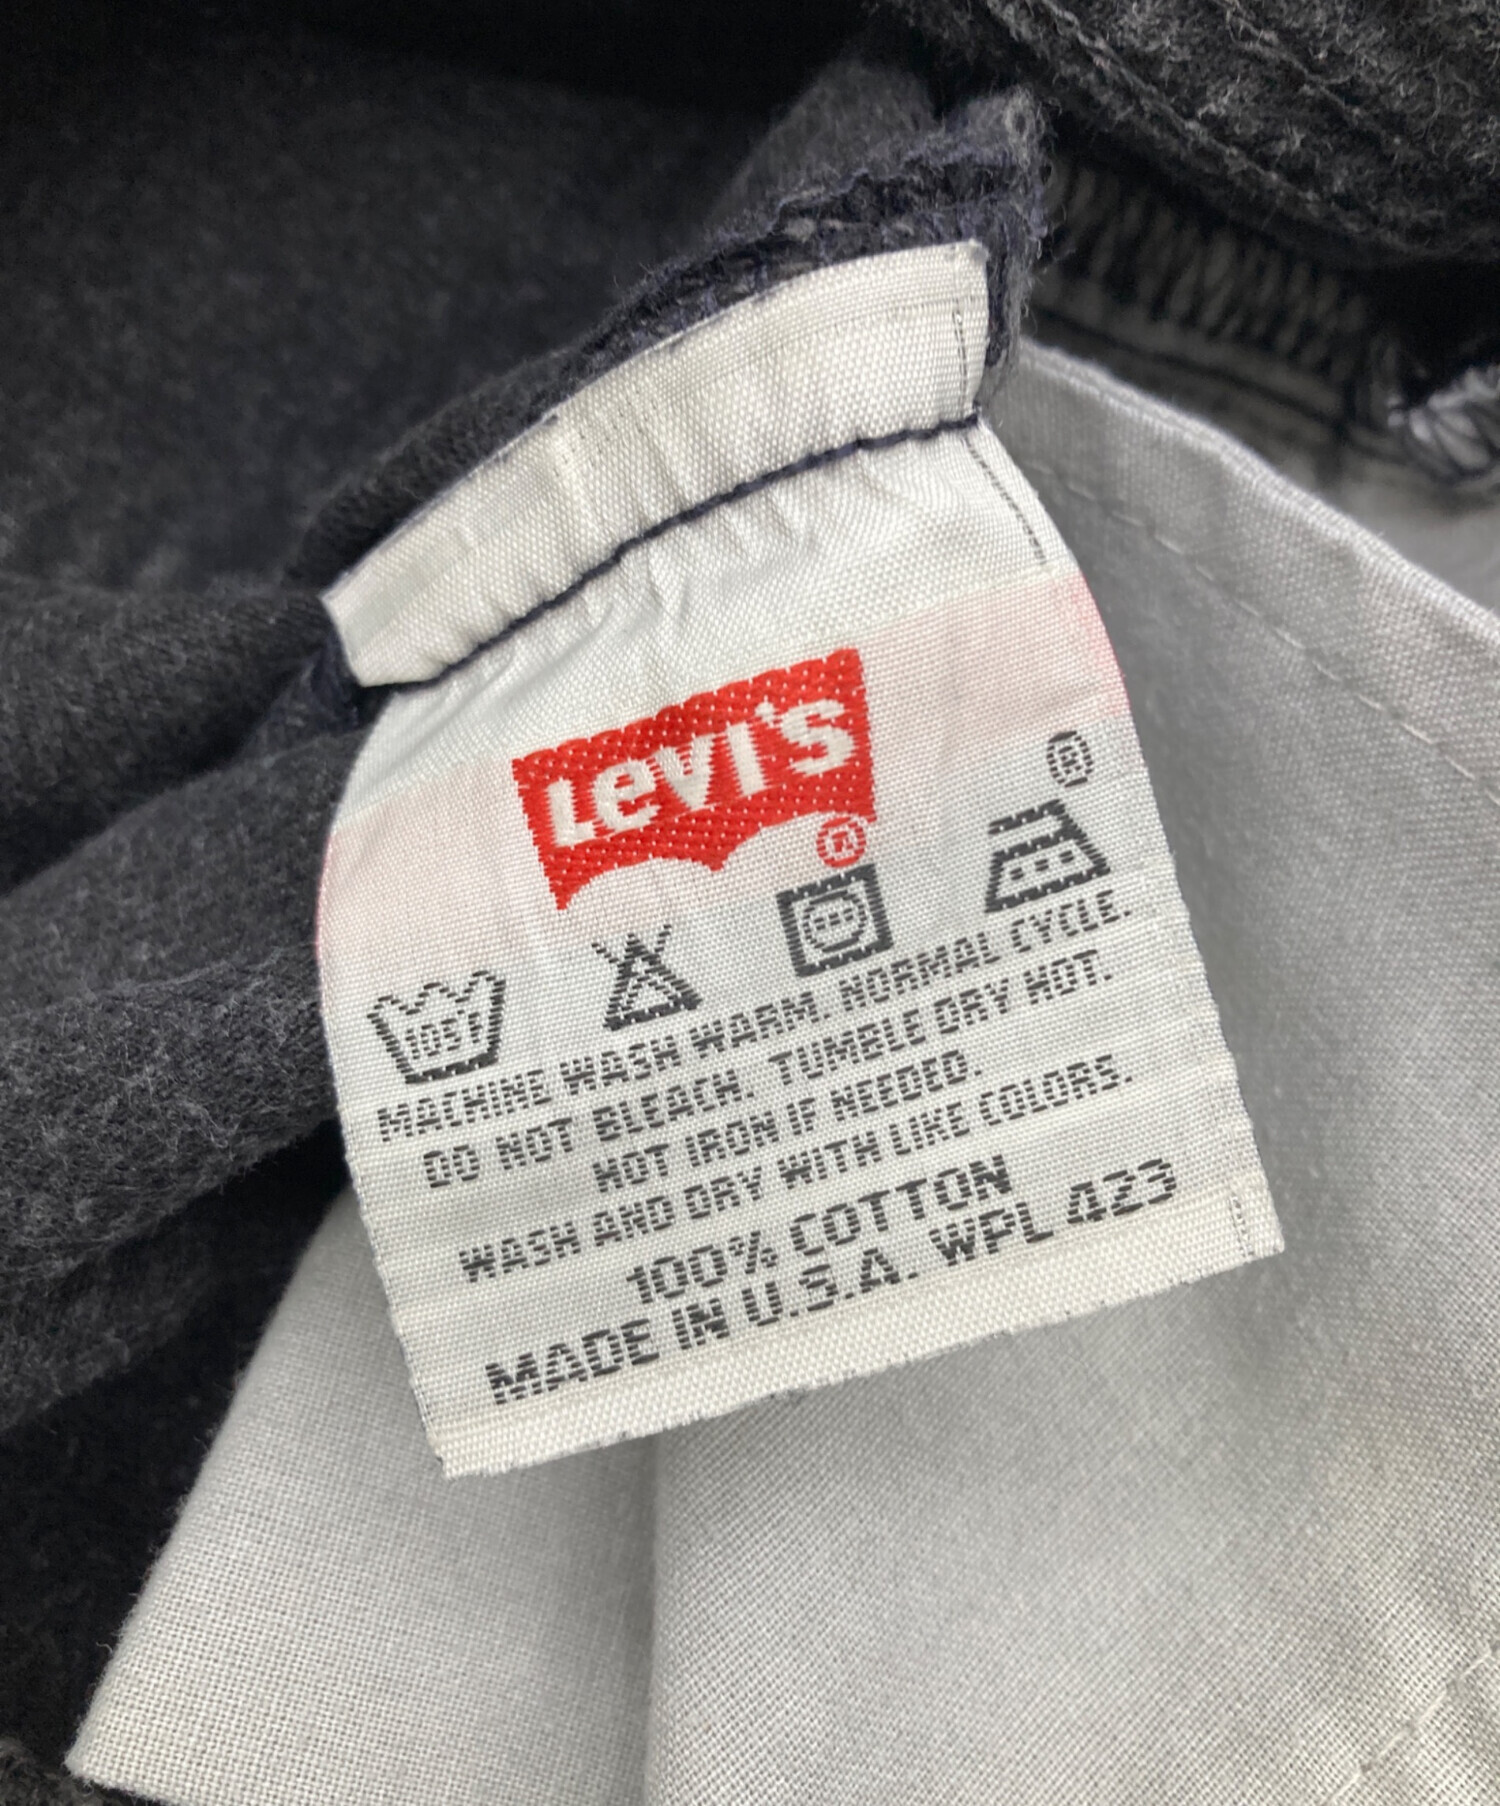 Levi's
®
®
105F
MACHINE WASH WARM. NORMAL CYCLE.
DO NOT BLEACH. TUMBLE DRY HOT.
HOT IRON IF NEEDED.
WASH AND DRY WITH LIKE COLORS.
100% COTTON
MADE IN U.S.A. WPL 423